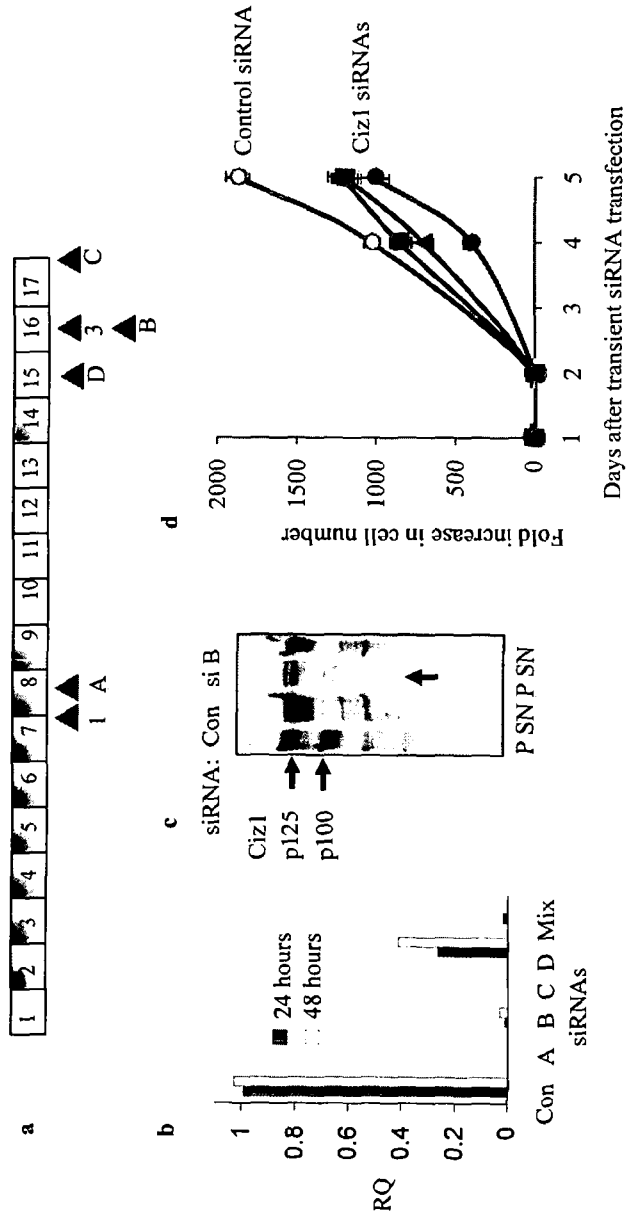 a
1 2 3 4 5 6 7 8 9 10 11 12 13 14 15 16 17
1 A D 3 C
B
b
RQ
1
0.8
0.6
0.4
0.2
0
24 hours
48 hours
Con A B C D Mix
siRNAs
c
siRNA: Con si B
Ciz1
p125
p100
P SN P SN
d
Fold increase in cell number
2000
1500
1000
500
0
Control siRNA
Ciz1 siRNAs
1 2 3 4 5
Days after transient siRNA transfection